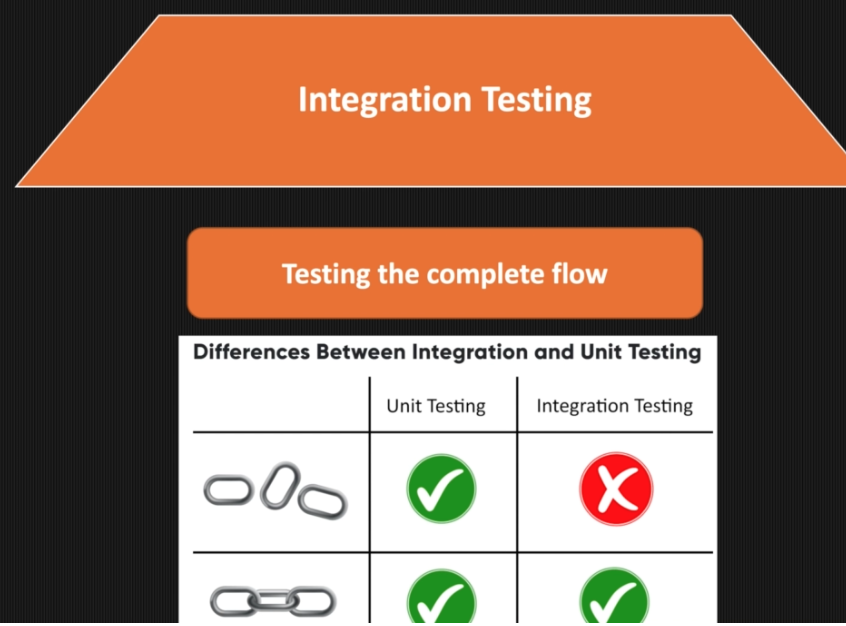 Integration Testing
Testing the complete flow
Differences Between Integration and Unit Testing
Unit Testing
Integration Testing